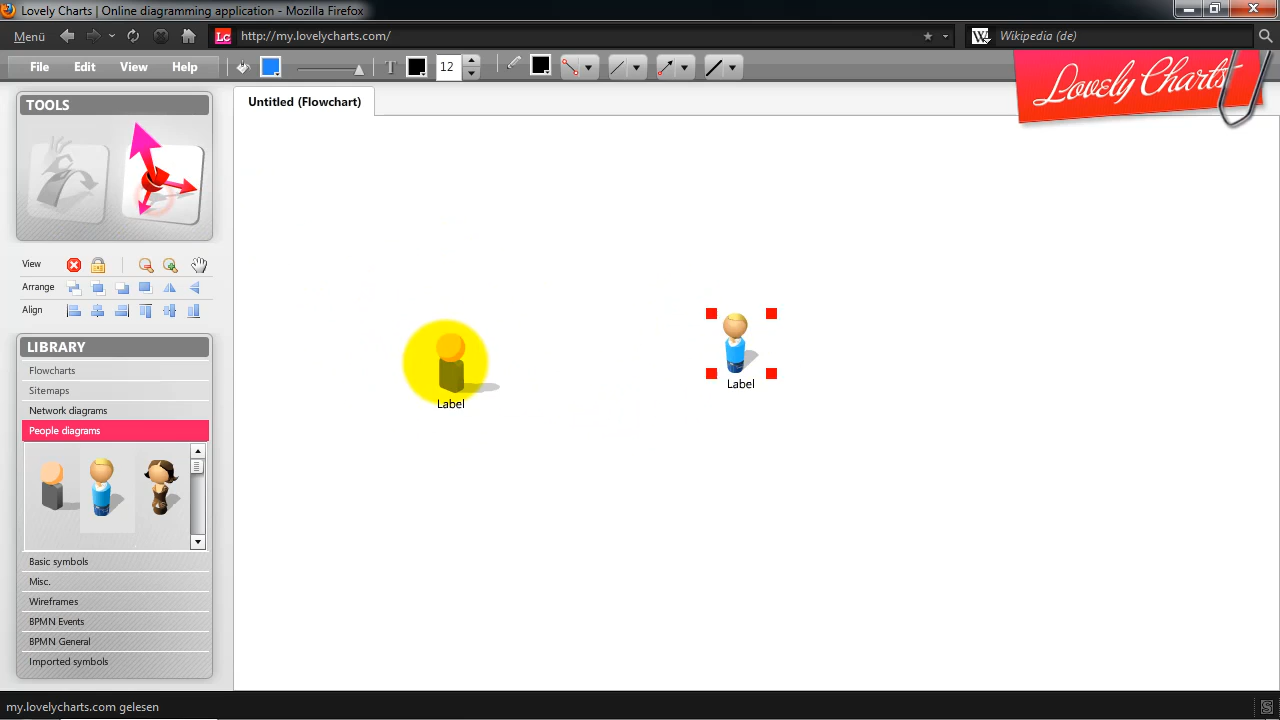 Lovely Charts | Online diagramming application - Mozilla Firefox
Menü
Lc
http://my.lovelycharts.com/
W
Wikipedia (de)
File
Edit
View
Help
T
12
Lovely Charts
TOOLS
Untitled (Flowchart)
View
Arrange
Align
LIBRARY
Flowcharts
Sitemaps
Network diagrams
People diagrams
Basic symbols
Misc.
Wireframes
BPMN Events
BPMN General
Imported symbols
Label
Label
my.lovelycharts.com gelesen